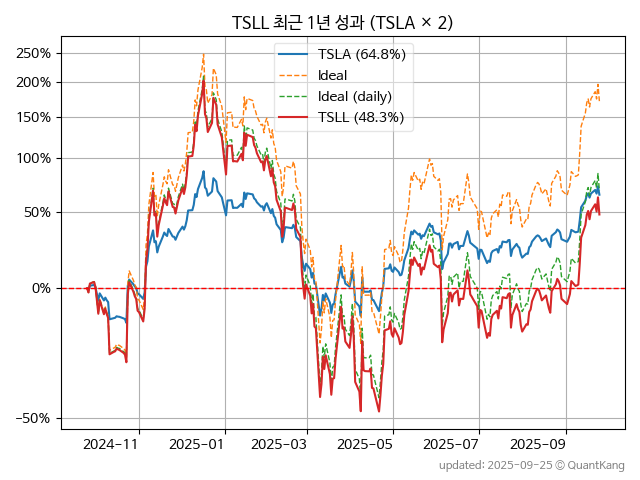 TSLL 최근 1년 성과 (TSLA × 2)
250%
200%
150%
100%
50%
0%
−50%
TSLA (64.8%)
Ideal
Ideal (daily)
TSLL (48.3%)
2024-11
2025-01
2025-03
2025-05
2025-07
2025-09
updated: 2025-09-25 © QuantKang